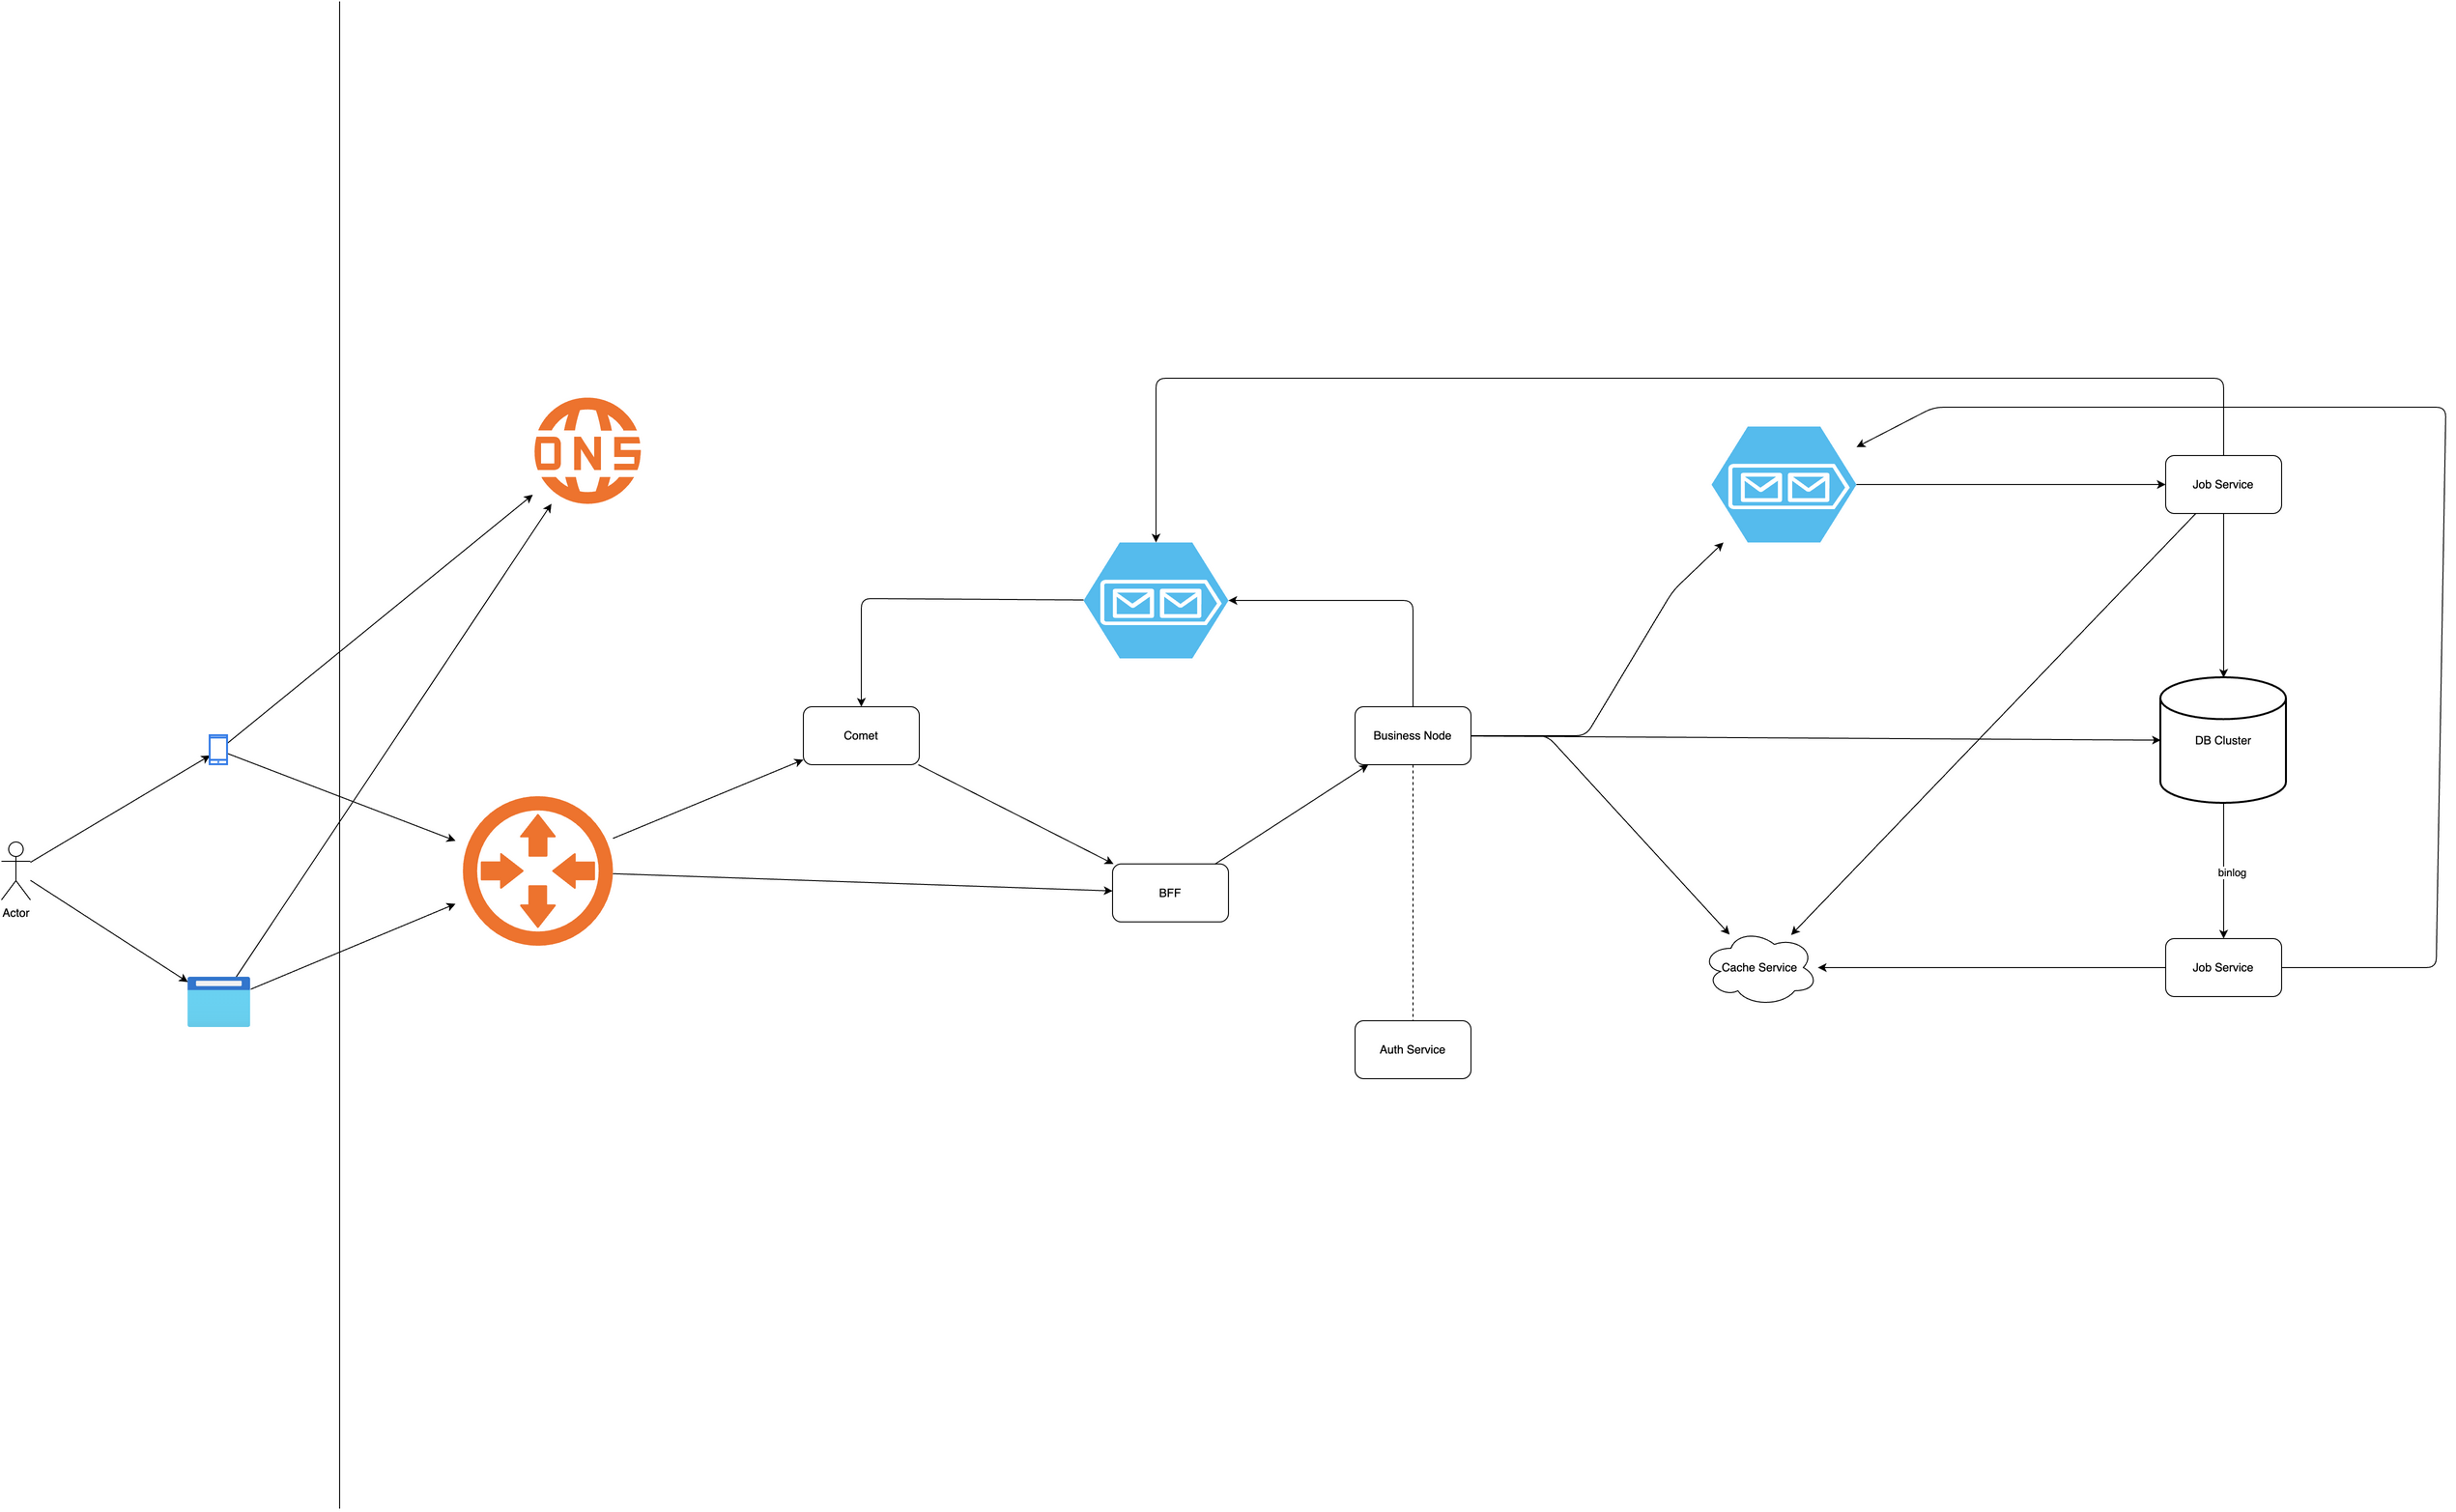 DNS
Job Service
Comet
Business Node
DB Cluster
binlog
BFF
Actor
Cache Service
Job Service
Auth Service